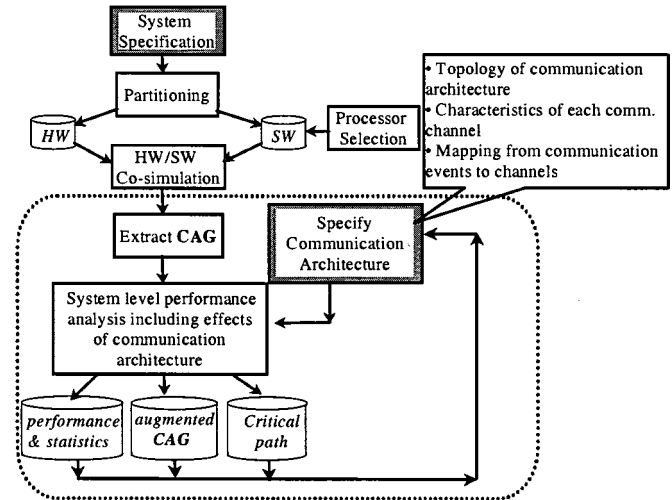 System
Specification
Partitioning
HW
SW
Processor
Selection
HW/SW
Co-simulation
• Topology of communication
architecture
• Characteristics of each comm.
channel
• Mapping from communication
events to channels
Extract CAG
Specify
Communication
Architecture
System level performance
analysis including effects
of communication
architecture
performance
& statistics
augmented
CAG
Critical
path